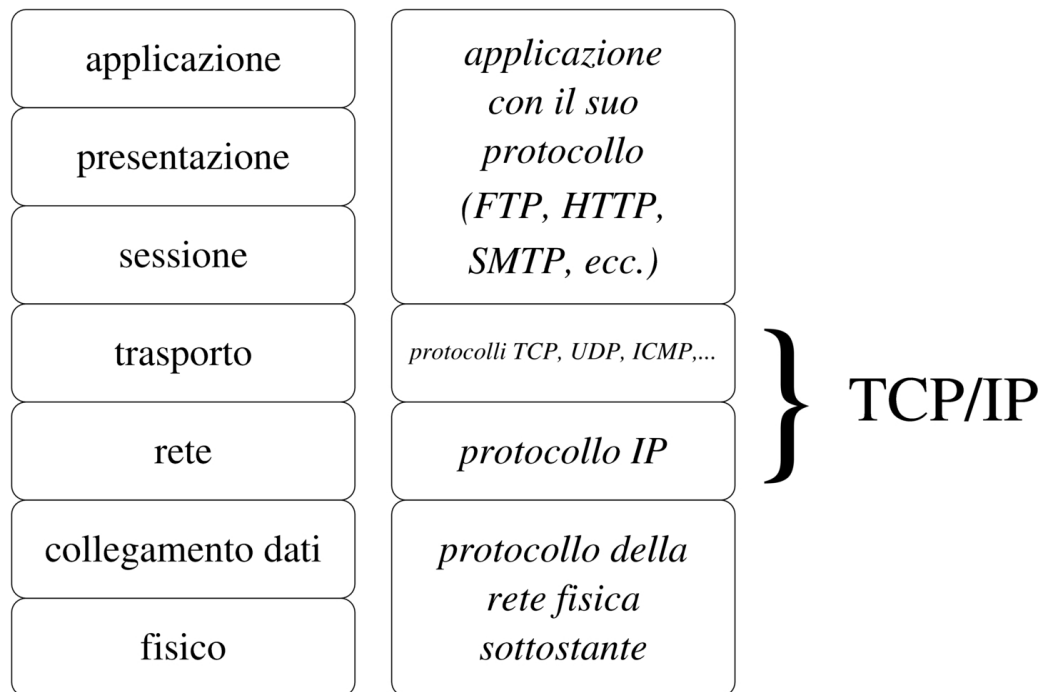 applicazione
presentazione
sessione
trasporto
rete
collegamento dati
fisico
applicazione
con il suo
protocollo
(FTP, HTTP,
SMTP, ecc.)
protocolli TCP, UDP, ICMP,...
protocollo IP
protocollo della
rete fisica
sottostante
} TCP/IP